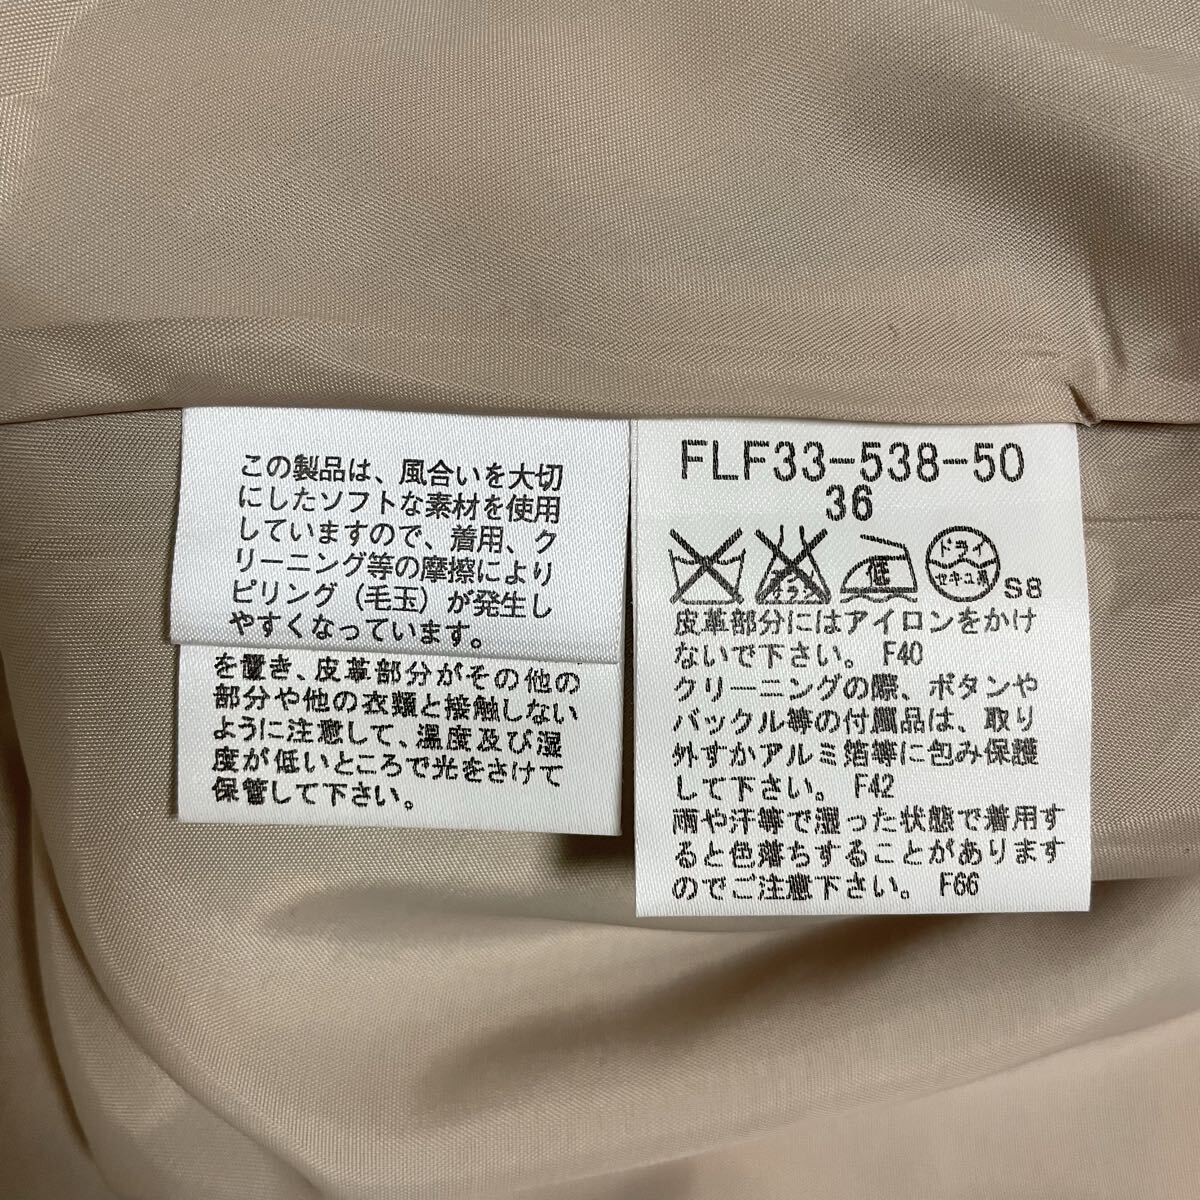 この製品は、風合いを大切
にしたソフトな素材を使用
していますので、着用、ク
リーニング等の摩擦により
ピリング（毛玉）が発生し
やすくなっています。
を置き、皮革部分がその他の
部分や他の衣類と接触しない
ように注意して、温度及び湿
度が低いところで光をさけて
保管して下さい。
FLF33-538-50
36
エンソ
サラシ
低
ドライ
セキユ系
S8
皮革部分にはアイロンをかけ
ないで下さい。 F40
クリーニングの際、ボタンや
バックル等の付属品は、取り
外すかアルミ箔等に包み保護
して下さい。 F42
雨や汗等で湿った状態で着用す
ると色落ちすることがあります
のでご注意下さい。 F66